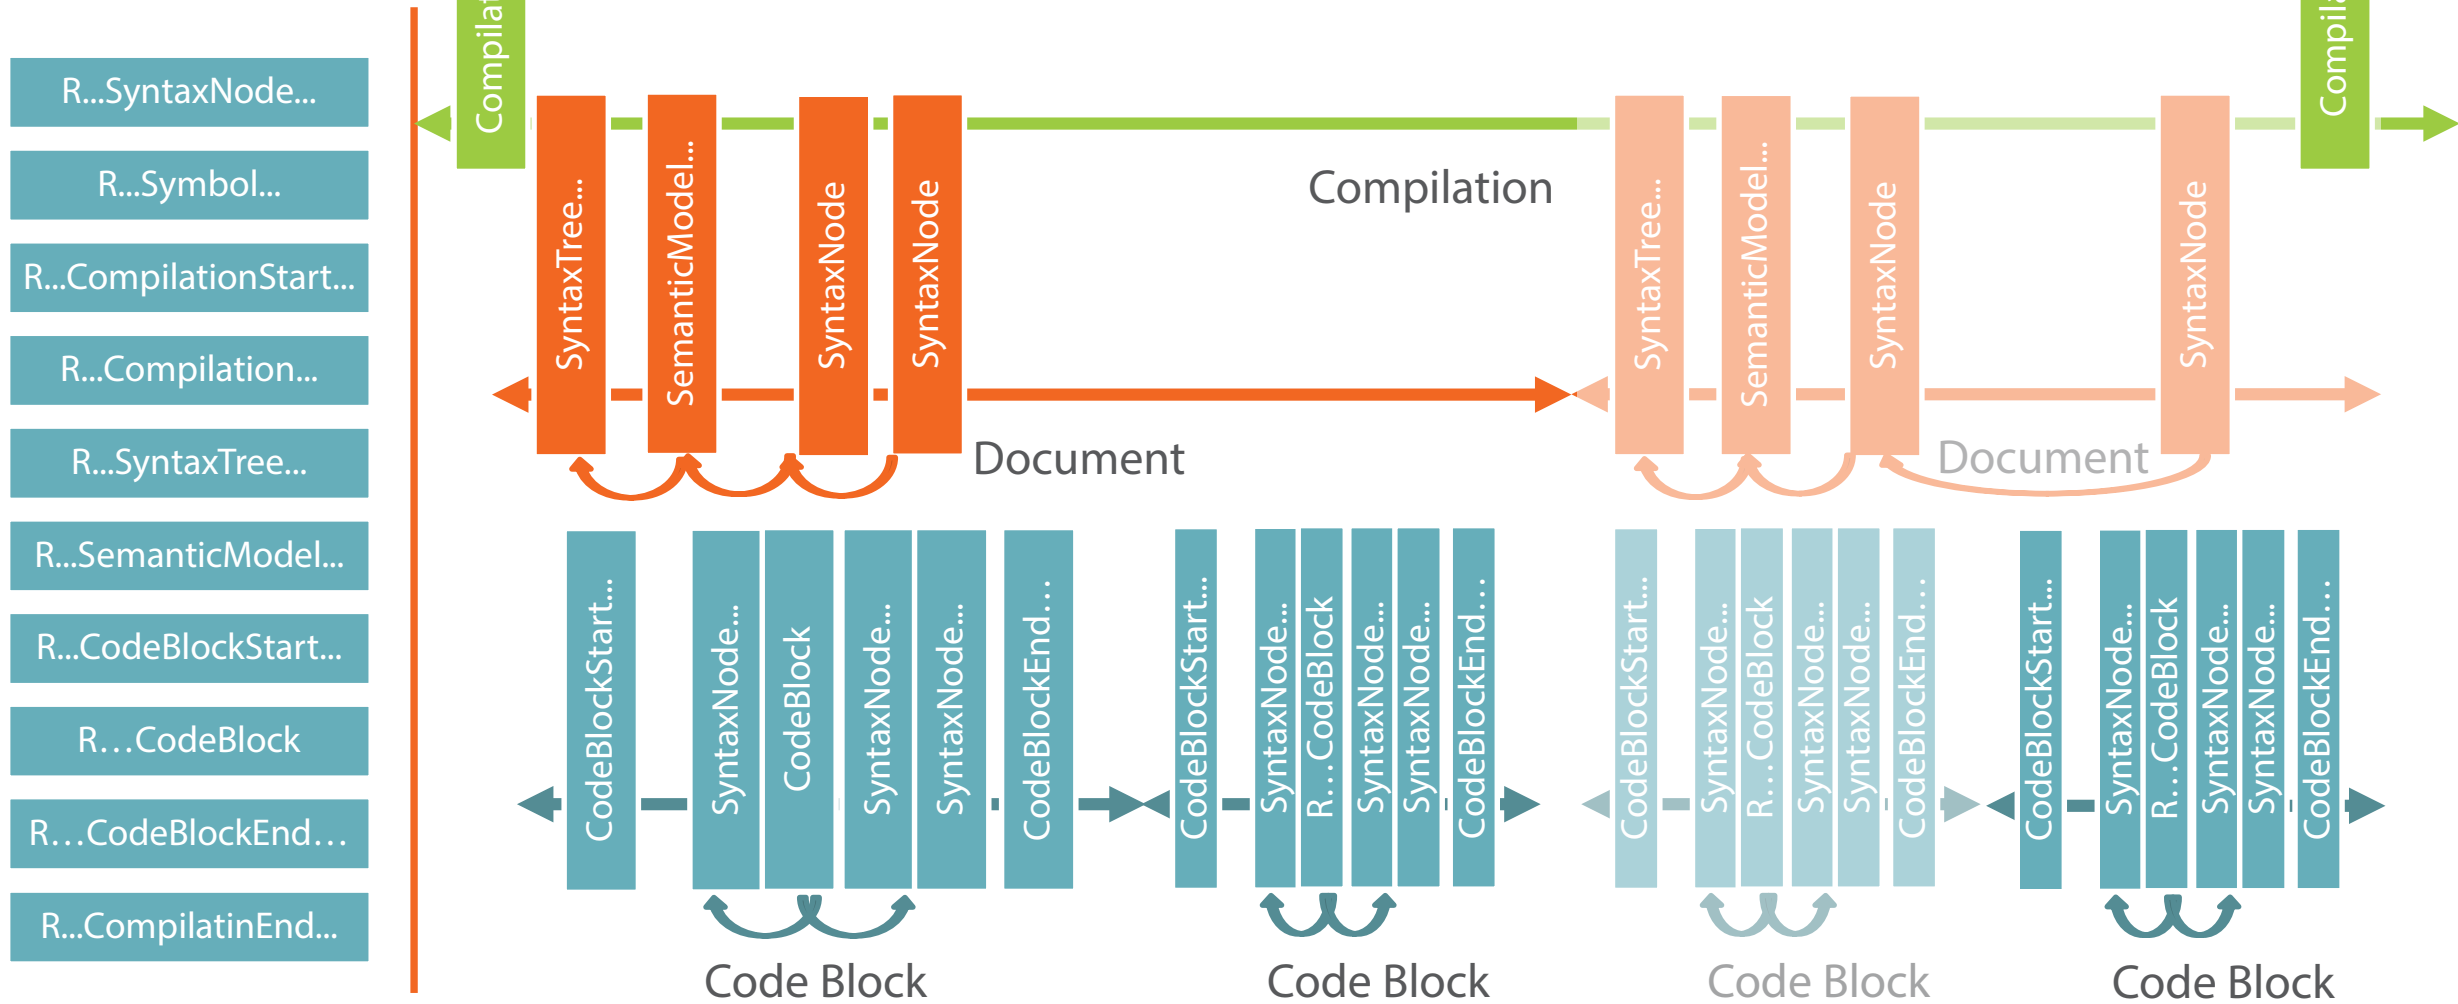 R...SyntaxNode...
R...Symbol...
R...CompilationStart...
R...Compilation...
R...SyntaxTree...
R...SemanticModel...
R...CodeBlockStart...
R...CodeBlock
R...CodeBlockEnd...
R...CompilatinEnd...
Compilat
SyntaxTree...
SemanticModel...
SyntaxNode
SyntaxNode
Compilation
SyntaxTree...
SemanticModel...
SyntaxNode
SyntaxNode
Compila
Document
Document
CodeBlockStart...
SyntaxNode...
CodeBlock
SyntaxNode...
SyntaxNode...
CodeBlockEnd...
Code Block
CodeBlockStart...
SyntaxNode...
R...CodeBlock
SyntaxNode...
SyntaxNode...
CodeBlockEnd...
Code Block
CodeBlockStart...
SyntaxNode...
R...CodeBlock
SyntaxNode...
SyntaxNode...
CodeBlockEnd...
Code Block
CodeBlockStart...
SyntaxNode...
R...CodeBlock
SyntaxNode...
SyntaxNode...
CodeBlockEnd...
Code Block